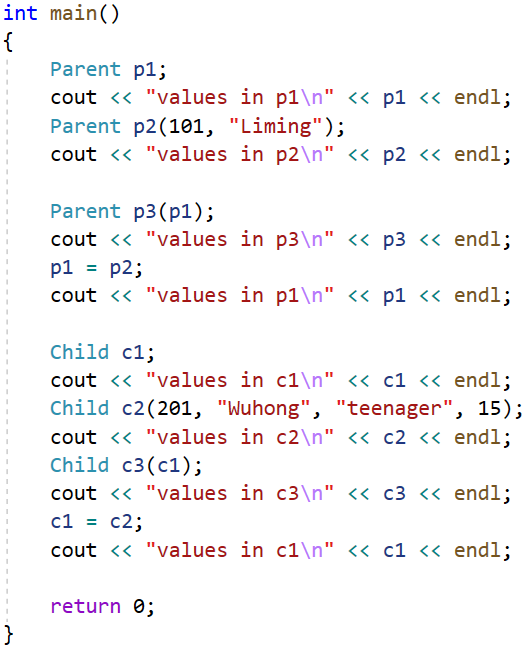 int main()
{
    Parent p1;
    cout << "values in p1\n" << p1 << endl;
    Parent p2(101, "Liming");
    cout << "values in p2\n" << p2 << endl;

    Parent p3(p1);
    cout << "values in p3\n" << p3 << endl;
    p1 = p2;
    cout << "values in p1\n" << p1 << endl;

    Child c1;
    cout << "values in c1\n" << c1 << endl;
    Child c2(201, "Wuhong", "teenager", 15);
    cout << "values in c2\n" << c2 << endl;
    Child c3(c1);
    cout << "values in c3\n" << c3 << endl;
    c1 = c2;
    cout << "values in c1\n" << c1 << endl;

    return 0;
}